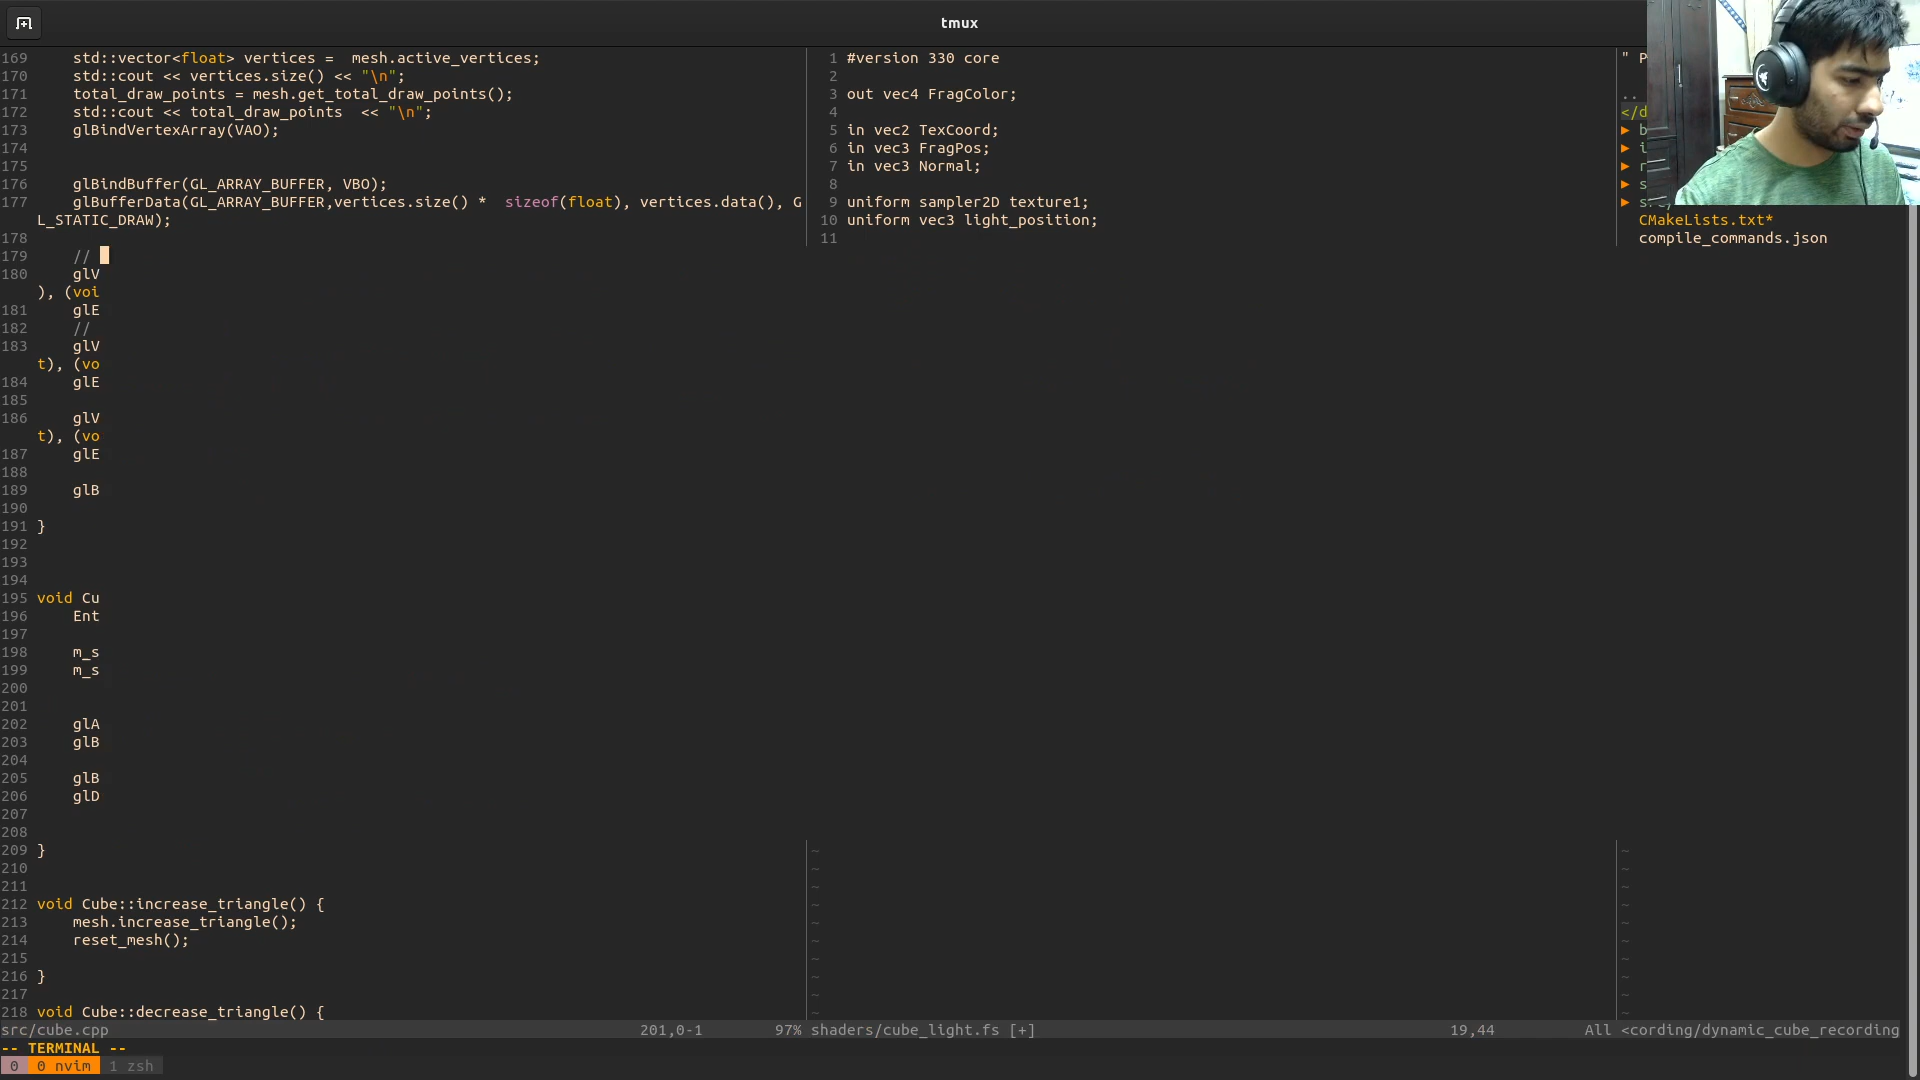 tmux
169 std::vector<float> vertices =  mesh.active_vertices;
170 std::cout << vertices.size() << "\n";
171 total_draw_points = mesh.get_total_draw_points();
172 std::cout << total_draw_points  << "\n";
173 glBindVertexArray(VAO);
174
175
176 glBindBuffer(GL_ARRAY_BUFFER, VBO);
177 glBufferData(GL_ARRAY_BUFFER,vertices.size() *  sizeof(float), vertices.data(), G
L_STATIC_DRAW);
178
179 //
180 glV
), (voi
181 glE
182 //
183 glV
t), (vo
184 glE
185
186 glV
t), (vo
187 glE
188
189 glB
190
191 }
192
193
194
195 void Cu
196 Ent
197
198 m_s
199 m_s
200
201
202 glA
203 glB
204
205 glB
206 glD
207
208
209 }
210
211
212 void Cube::increase_triangle() {
213 mesh.increase_triangle();
214 reset_mesh();
215
216 }
217
218 void Cube::decrease_triangle() {
src/cube.cpp 201,0-1 97%
1 #version 330 core
2
3 out vec4 FragColor;
4
5 in vec2 TexCoord;
6 in vec3 FragPos;
7 in vec3 Normal;
8
9 uniform sampler2D texture1;
10 uniform vec3 light_position;
11
~
~
~
~
~
~
~
~
~
~
shaders/cube_light.fs [+] 19,44 All
" P
..
</d
▶ b
▶ i
▶ r
▶ s
▶ s
CMakeLists.txt*
compile_commands.json
~
~
~
~
~
~
~
~
~
~
<cording/dynamic_cube_recording
-- TERMINAL --
0 0 nvim 1 zsh